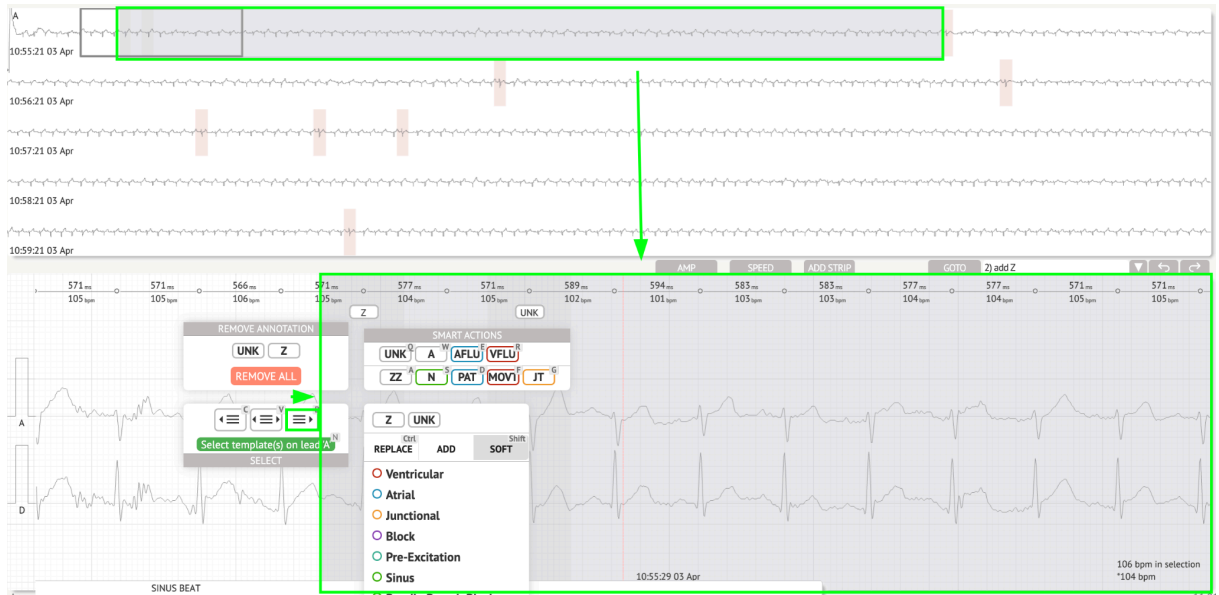 A
10:55:21 03 Apr
10:56:21 03 Apr
10:57:21 03 Apr
10:58:21 03 Apr
10:59:21 03 Apr
AMP SPEED ADD STRIP GOTO 2) add Z
571 ms 571 ms 566 ms 571 ms 577 ms 571 ms 589 ms 594 ms 583 ms 583 ms 577 ms 577 ms 571 ms 571 ms
105 bpm 105 bpm 106 bpm 105 bpm 104 bpm 105 bpm 102 bpm 101 bpm 103 bpm 103 bpm 104 bpm 104 bpm 105 bpm 105 bpm
Z UNK
REMOVE ANNOTATION
UNK Z
REMOVE ALL
SMART ACTIONS
UNK Q A W AFLU E VFLU R
ZZ A N S PAT D MOVT F JT G
C V
Select template(s) on lead 'A' N
SELECT
Z UNK
Ctrl Shift
REPLACE ADD SOFT
Ventricular
Atrial
Junctional
Block
Pre-Excitation
Sinus
A
D
106 bpm in selection
*104 bpm
10:55:29 03 Apr
SINUS BEAT